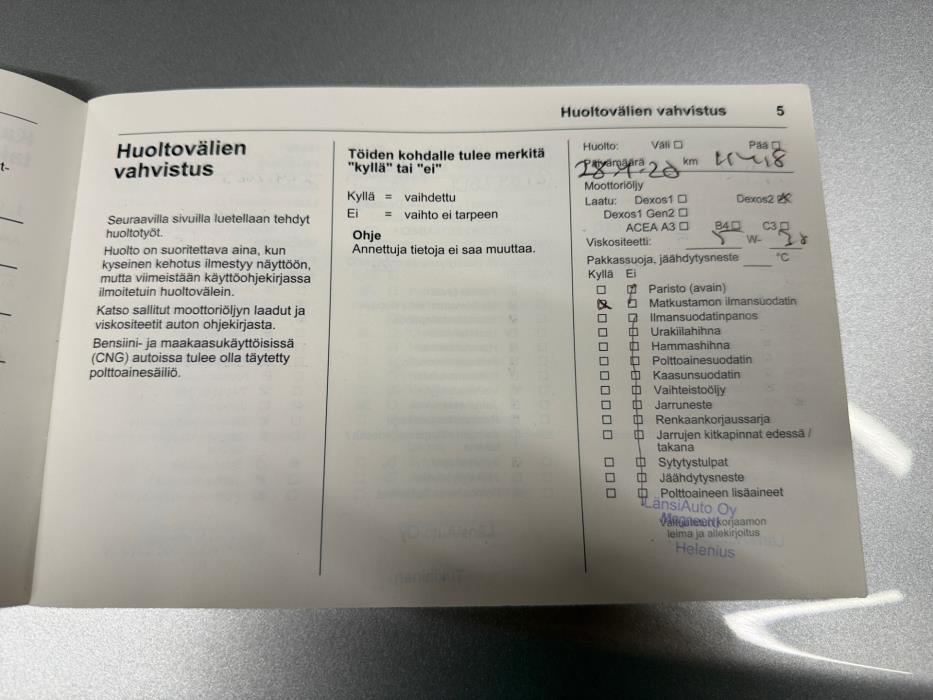 Huoltovälien vahvistus 5
Huoltovälien
vahvistus
Seuraavilla sivuilla luetellaan tehdyt
huoltotyöt.
Huolto on suoritettava aina, kun
kyseinen kehotus ilmestyy näyttöön,
mutta viimeistään käyttöohjekirjassa
ilmoitetuin huoltovälein.
Katso sallitut moottoriöljyn laadut ja
viskositeetit auton ohjekirjasta.
Bensiini- ja maakaasukäyttöisissä
(CNG) autoissa tulee olla täytetty
polttoainesäiliö.
Töiden kohdalle tulee merkitä
"kyllä" tai "ei"
Kyllä = vaihdettu
Ei = vaihto ei tarpeen
Ohje
Annettuja tietoja ei saa muuttaa.
Huolto: Väli Pää
Päivämäärä km
Moottoriöljy
Laatu: Dexos1 Dexos2
Dexos1 Gen2
ACEA A3 B4 C3
Viskositeetti: W-
Pakkassuoja, jäähdytysneste °C
Kyllä Ei
Paristo (avain)
Matkustamon ilmansuodatin
Ilmansuodatinpanos
Urakiilahihna
Hammashihna
Polttoainesuodatin
Kaasunsuodatin
Vaihteistoöljy
Jarruneste
Renkaankorjaussarja
Jarrujen kitkapinnat edessä /
takana
Sytytystulpat
Jäähdytysneste
Polttoaineen lisäaineet
LänsiAuto Oy
korjaamon
leima ja allekirjoitus
Helenius